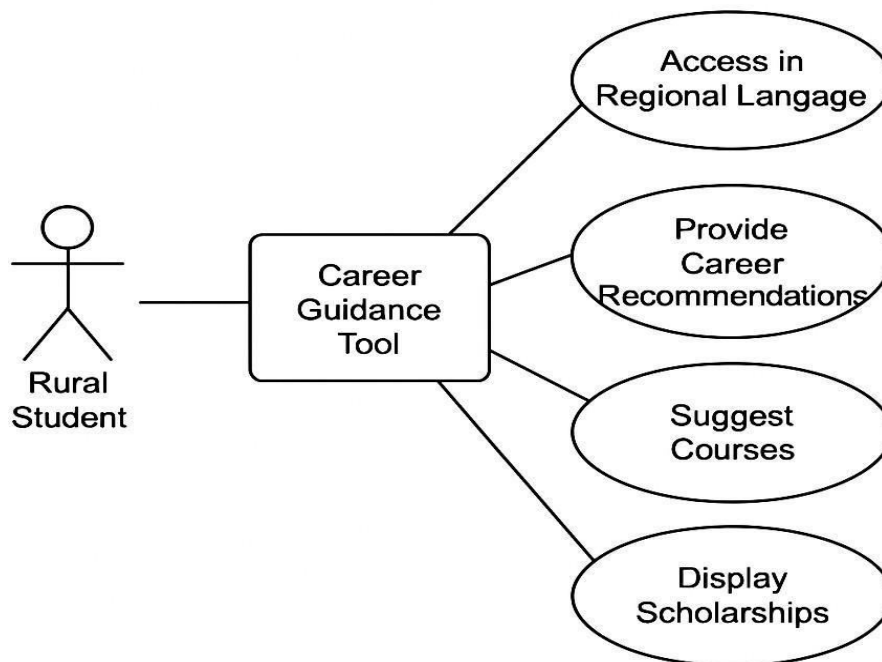 Rural
Student
Career
Guidance
Tool
Access in
Regional Langage
Provide
Career
Recommendations
Suggest
Courses
Display
Scholarships